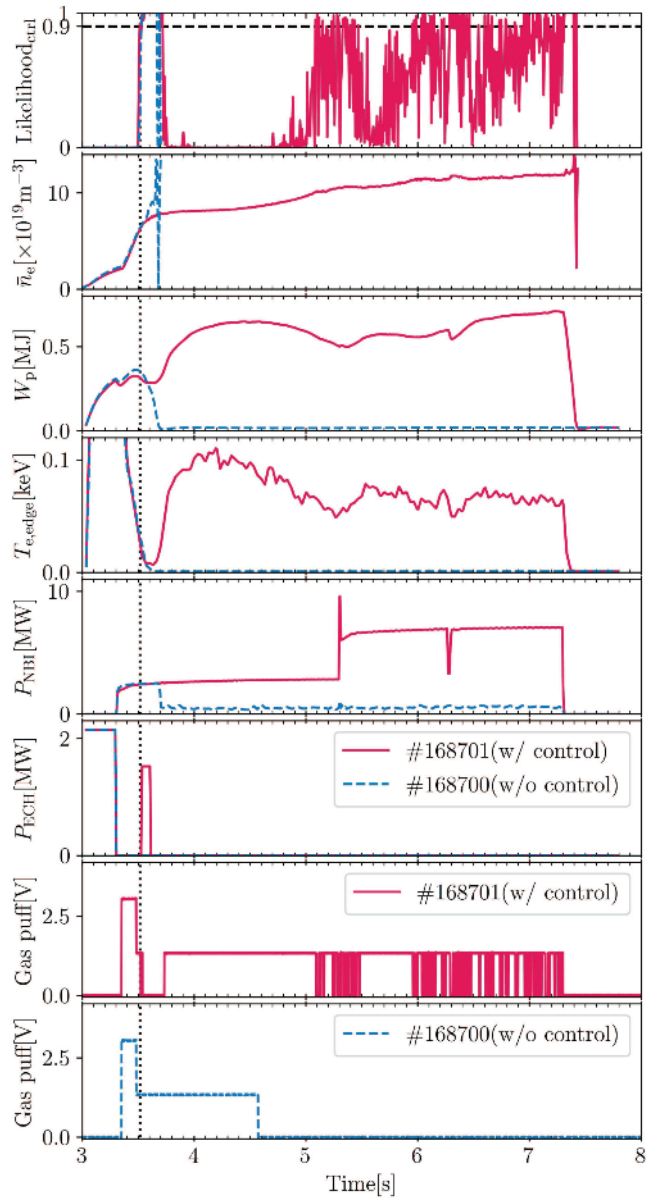 1
0.9
Likelihood_ctrl
0
10
n̄_e[×10^19 m^−3]
0
0.5
W_p[MJ]
0.0
0.1
T_e,edge[keV]
0.0
10
P_NBI[MW]
0
2
P_ECH[MW]
#168701(w/ control)
#168700(w/o control)
0
#168701(w/ control)
2.5
Gas puff[V]
0.0
#168700(w/o control)
2.5
Gas puff[V]
0.0
3 4 5 6 7 8
Time[s]